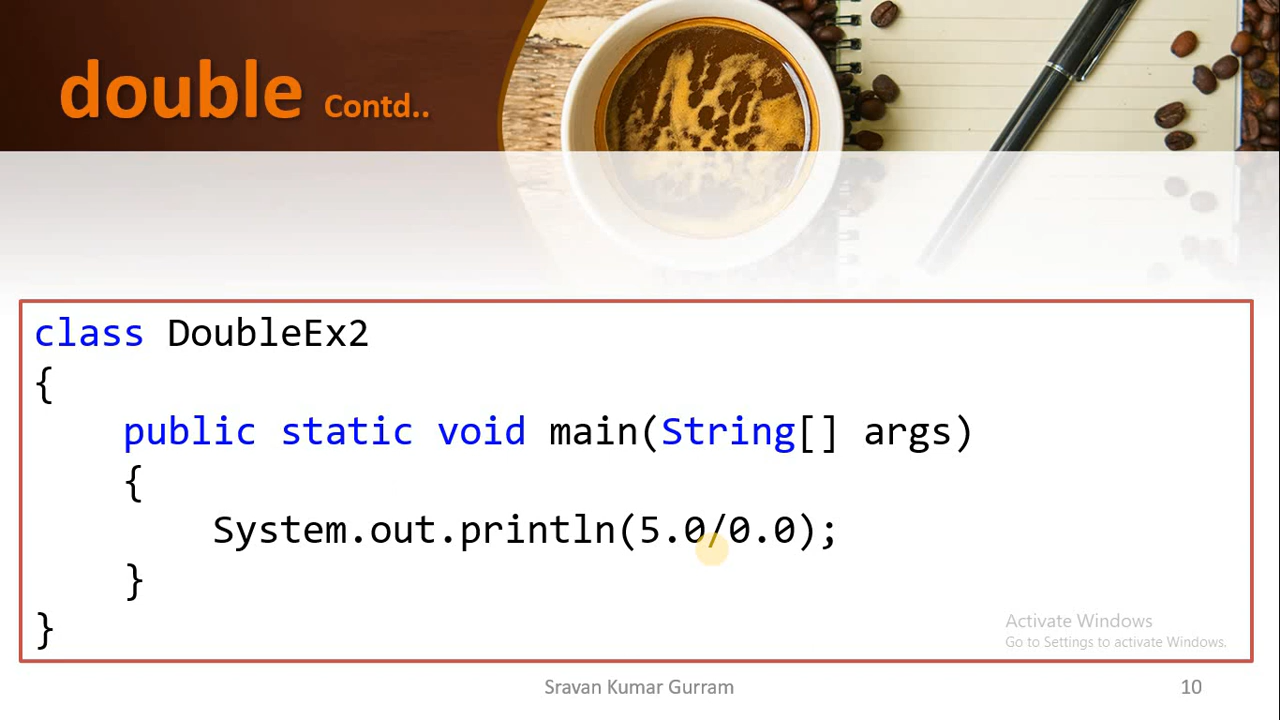 double Contd..
class DoubleEx2
{
    public static void main(String[] args)
    {
        System.out.println(5.0/0.0);
    }
}
Activate Windows
Go to Settings to activate Windows.
Sravan Kumar Gurram
10